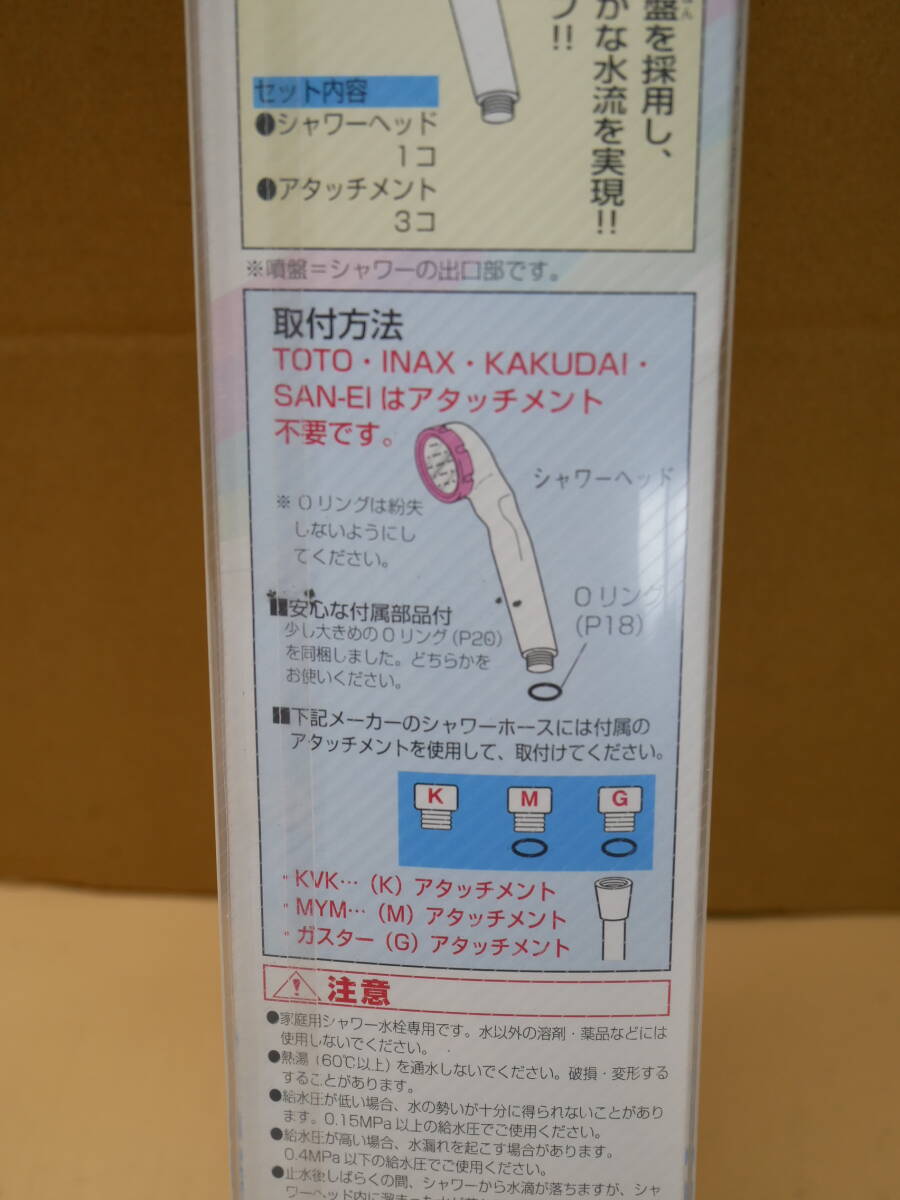 盤を採用し、
かな水流を実現!!
プ!!
セット内容
●シャワーヘッド
1コ
●アタッチメント
3コ
※噴盤=シャワーの出口部です。
取付方法
TOTO・INAX・KAKUDAI・
SAN-EIはアタッチメント
不要です。
シャワーヘッド
※Oリングは紛失
しないようにし
てください。
Oリング
(P18)
■安心な付属部品付
少し大きめのOリング(P20)
を同梱しました。どちらかを
お使いください。
■下記メーカーのシャワーホースには付属の
アタッチメントを使用して、取付けてください。
K M G
・KVK…(K)アタッチメント
・MYM…(M)アタッチメント
・ガスター(G)アタッチメント
注意
●家庭用シャワー水栓専用です。水以外の溶剤・薬品などには
使用しないでください。
●熱湯(60℃以上)を通水しないでください。破損・変形する
することがあります。
●給水圧が低い場合、水の勢いが十分に得られないことがあり
ます。0.15MPa以上の給水圧でご使用ください。
●給水圧が高い場合、水漏れを起こす場合があります。
0.4MPa以下の給水圧でご使用ください。
●止水後しばらくの間、シャワーから水滴が落ちますが、シャ
ワーヘッド内に溜まった水が